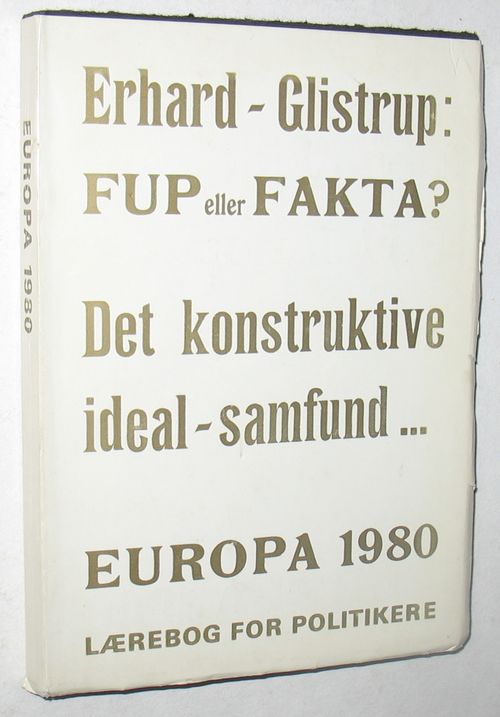 Erhard - Glistrup:
FUP eller FAKTA?
Det konstruktive
ideal - samfund ...
EUROPA 1980
LÆREBOG FOR POLITIKERE
EUROPA 1980